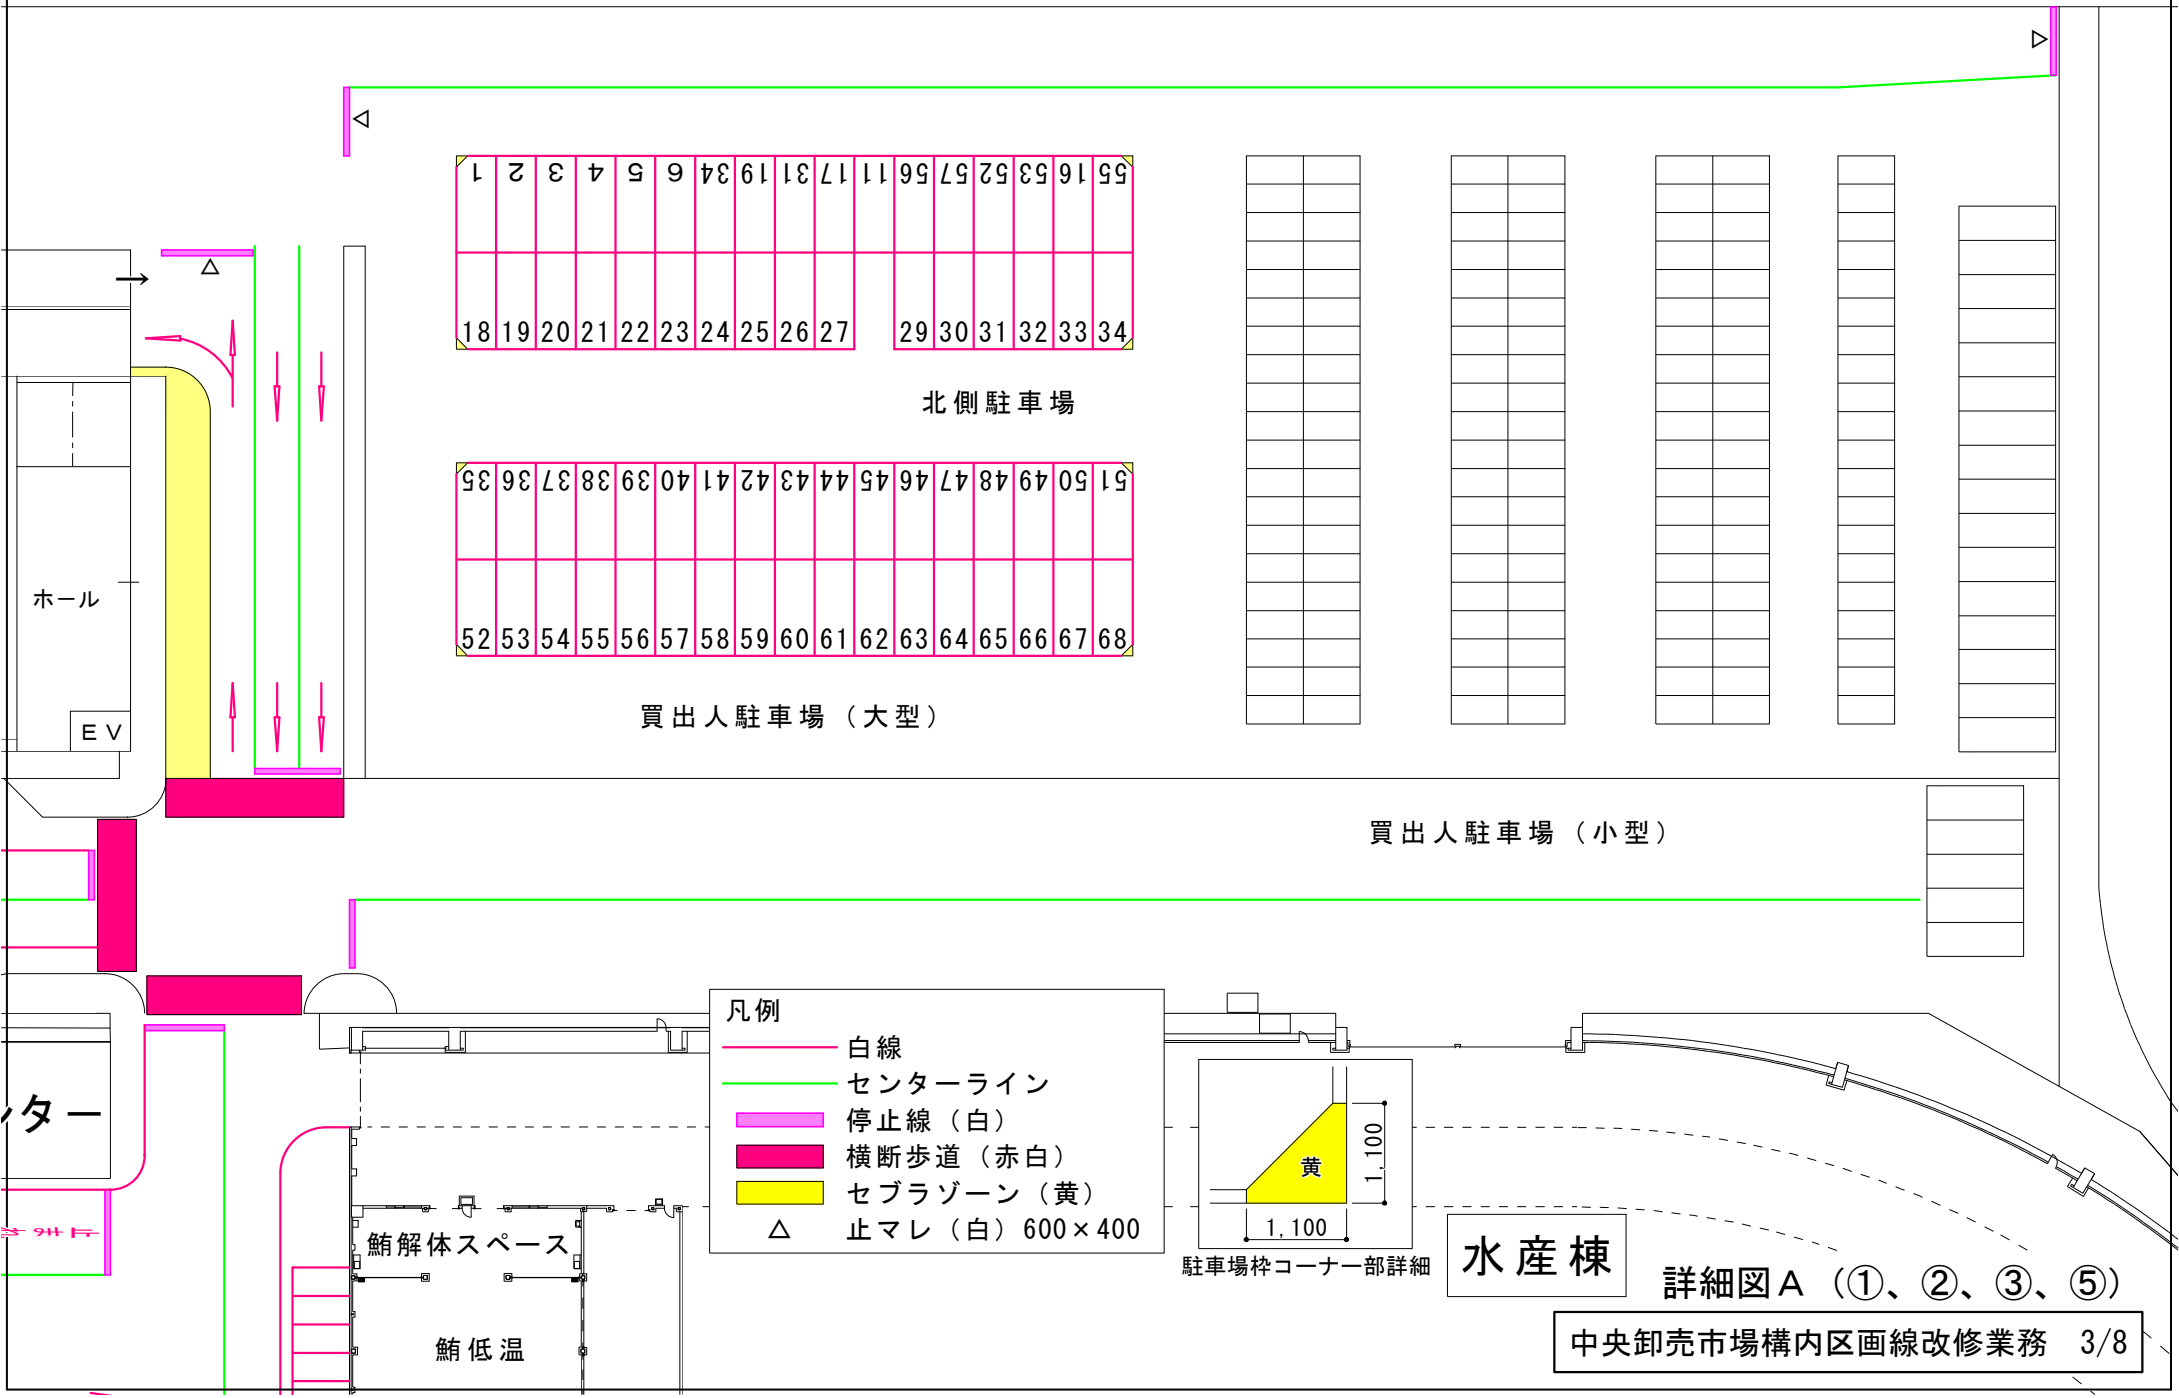 1 2 3 4 5 6 34 19 31 17 11 56 57 52 53 16 55
18 19 20 21 22 23 24 25 26 27 29 30 31 32 33 34
北側駐車場
35 36 37 38 39 40 41 42 43 44 45 46 47 48 49 50 51
ホール
52 53 54 55 56 57 58 59 60 61 62 63 64 65 66 67 68
買出人駐車場（大型）
ＥＶ
買出人駐車場（小型）
凡例
白線
センターライン
停止線（白）
横断歩道（赤白）
セブラゾーン（黄）
止マレ（白）600×400
ンター
黄
1,100
1,100
駐車場枠コーナー部詳細
鮪解体スペース
鮪低温
水産棟
詳細図Ａ（①、②、③、⑤）
中央卸売市場構内区画線改修業務 3/8